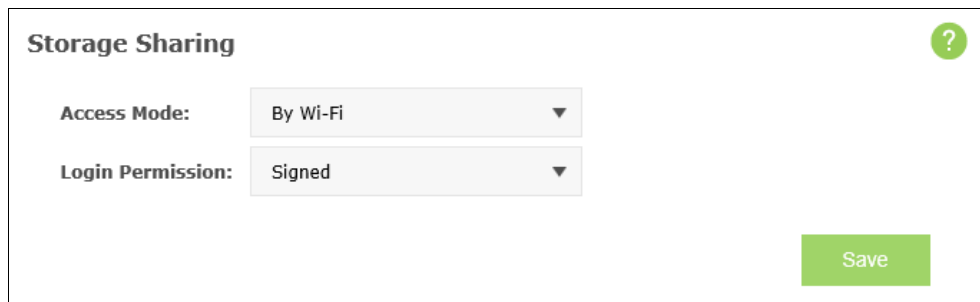 Storage Sharing
?
Access Mode: By Wi-Fi
Login Permission: Signed
Save